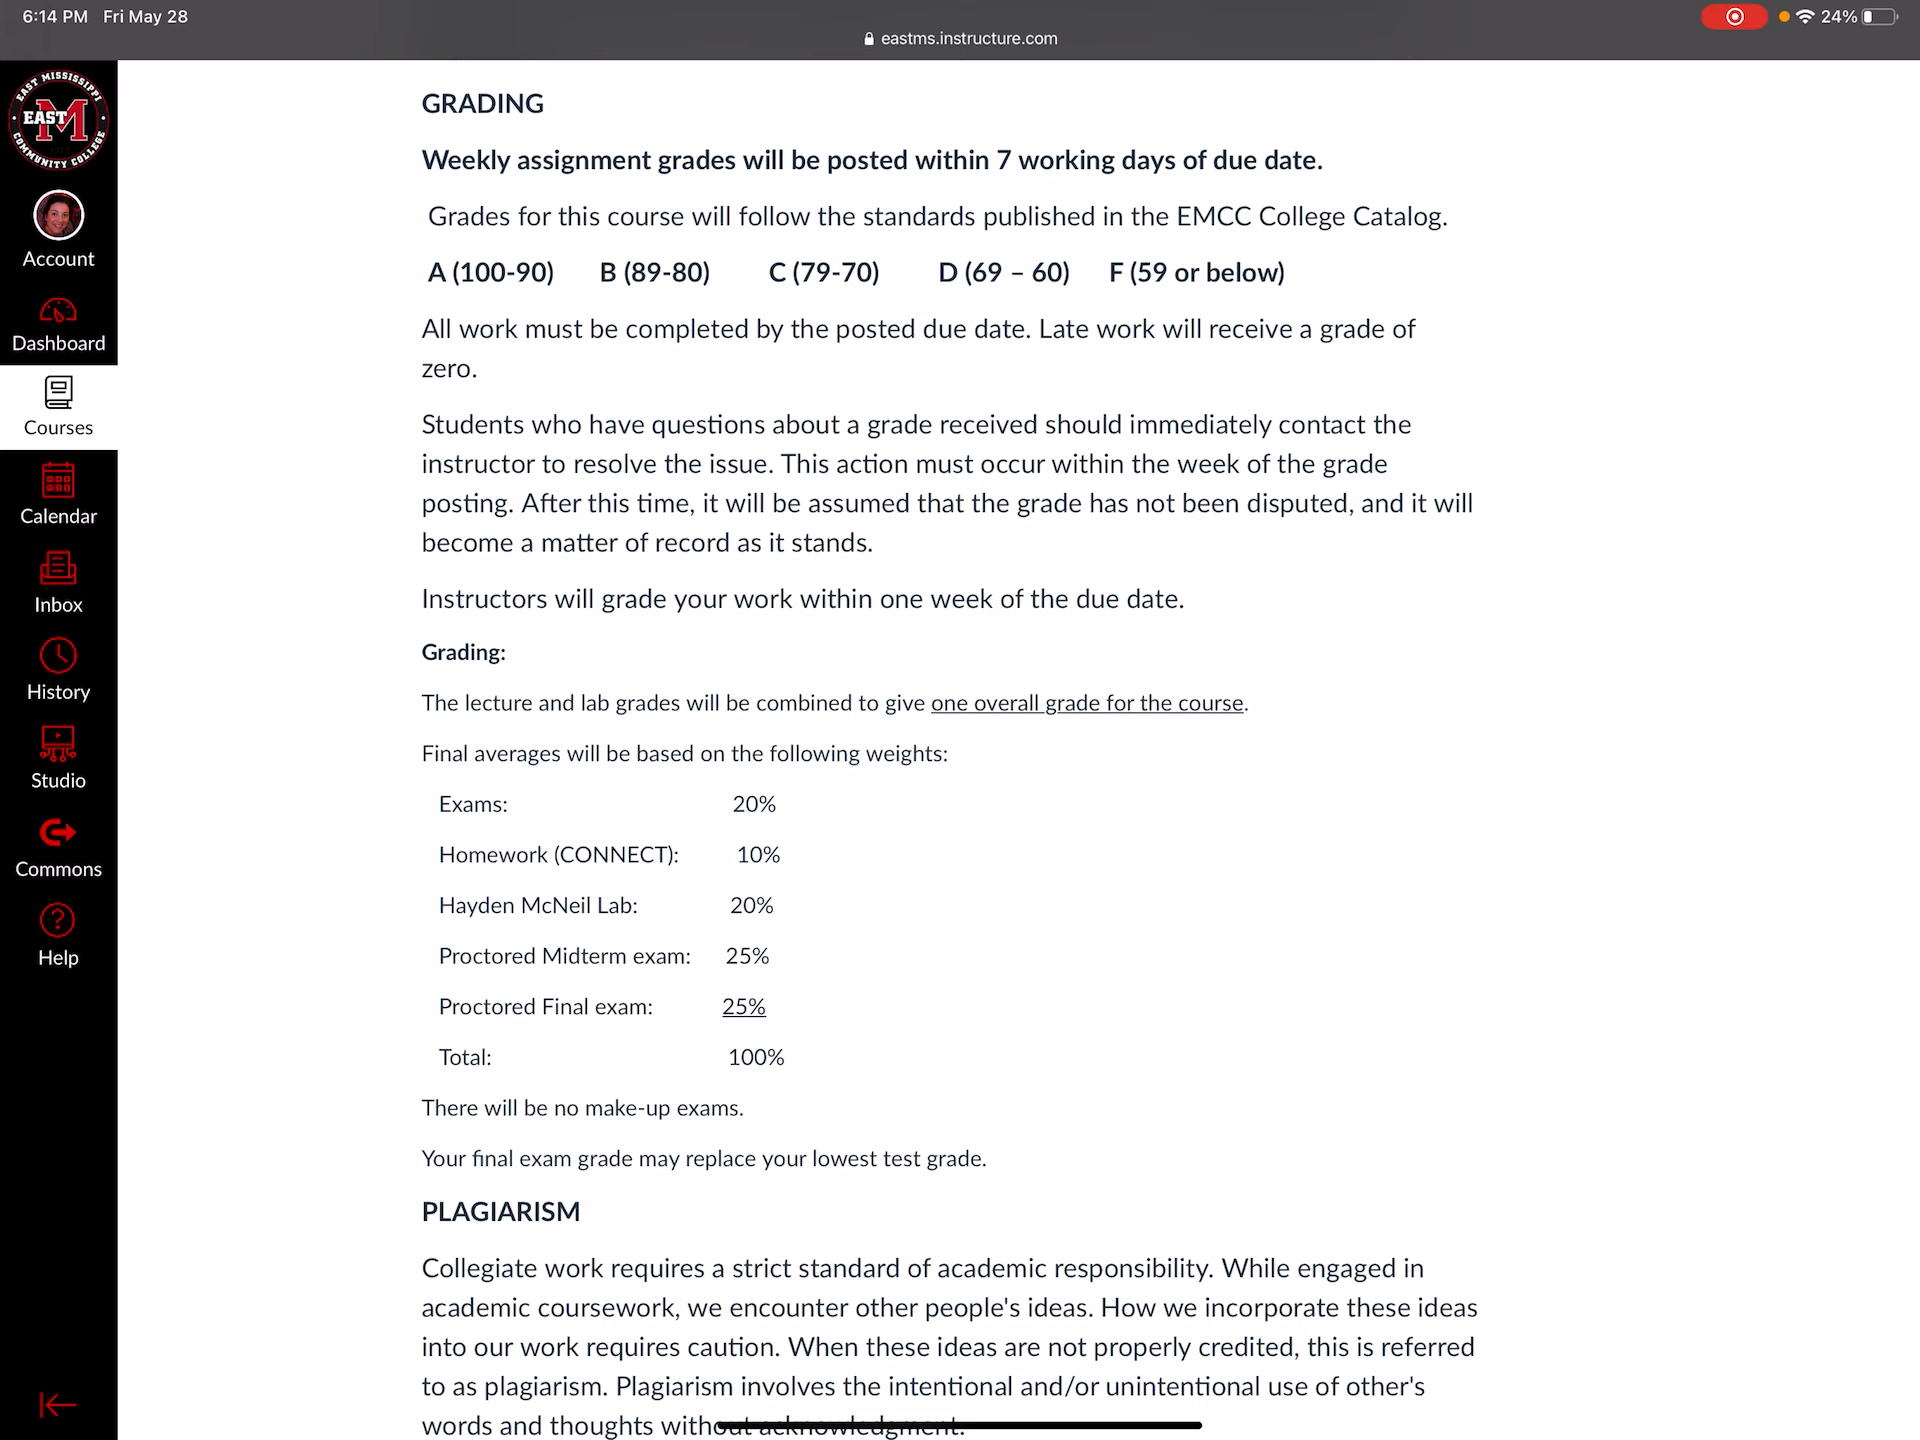 6:14 PM Fri May 28
24%
eastms.instructure.com
EAST MISSISSIPPI
EAST M
COMMUNITY COLLEGE
Account
Dashboard
Courses
Calendar
Inbox
History
Studio
Commons
Help
GRADING
Weekly assignment grades will be posted within 7 working days of due date.
Grades for this course will follow the standards published in the EMCC College Catalog.
A (100-90) B (89-80) C (79-70) D (69 – 60) F (59 or below)
All work must be completed by the posted due date. Late work will receive a grade of
zero.
Students who have questions about a grade received should immediately contact the
instructor to resolve the issue. This action must occur within the week of the grade
posting. After this time, it will be assumed that the grade has not been disputed, and it will
become a matter of record as it stands.
Instructors will grade your work within one week of the due date.
Grading:
The lecture and lab grades will be combined to give one overall grade for the course.
Final averages will be based on the following weights:
Exams: 20%
Homework (CONNECT): 10%
Hayden McNeil Lab: 20%
Proctored Midterm exam: 25%
Proctored Final exam: 25%
Total: 100%
There will be no make-up exams.
Your final exam grade may replace your lowest test grade.
PLAGIARISM
Collegiate work requires a strict standard of academic responsibility. While engaged in
academic coursework, we encounter other people's ideas. How we incorporate these ideas
into our work requires caution. When these ideas are not properly credited, this is referred
to as plagiarism. Plagiarism involves the intentional and/or unintentional use of other's
words and thoughts without acknowledgment.